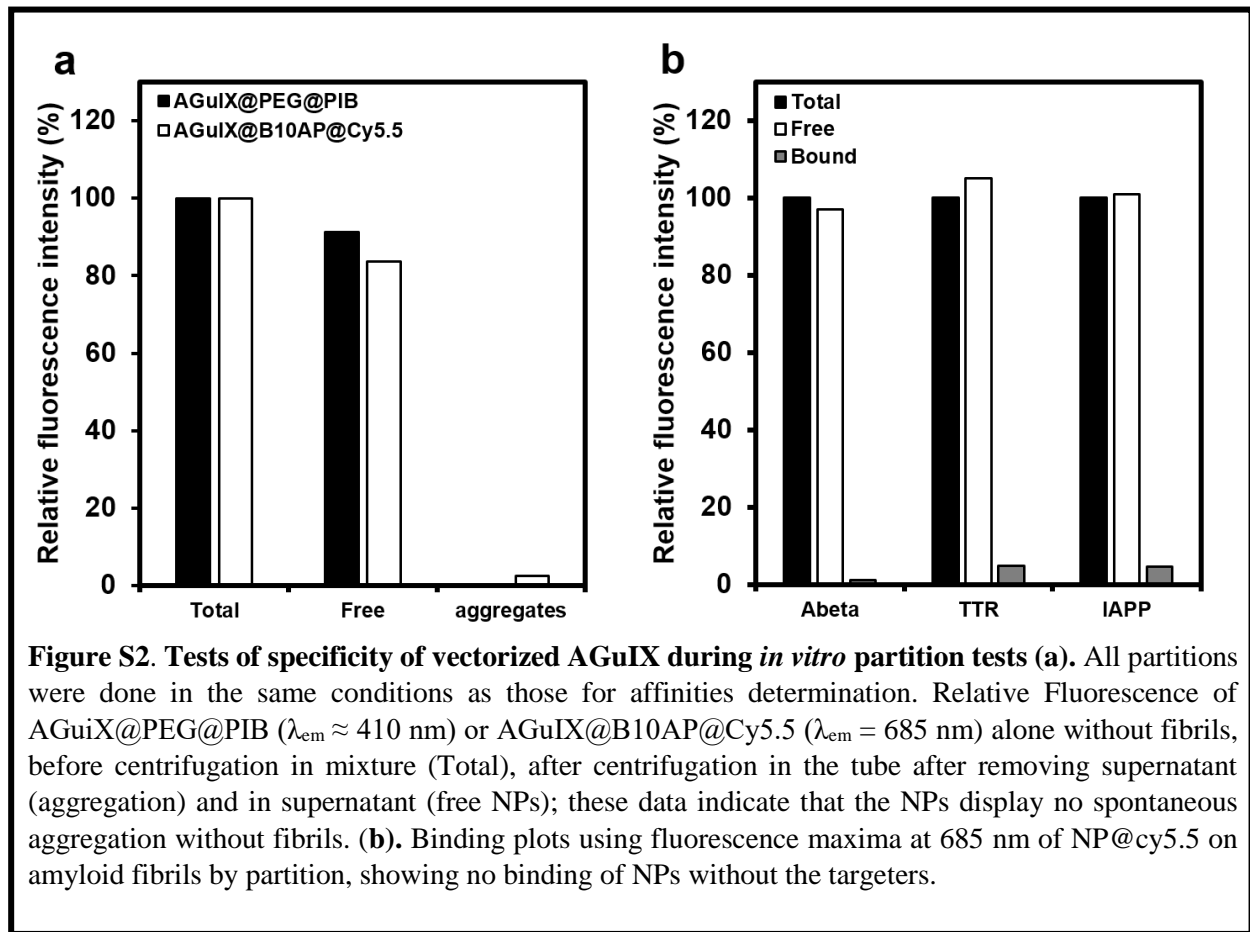 a
AGuIX@PEG@PIB
AGuIX@B10AP@Cy5.5
Relative fluorescence intensity (%)
120
100
80
60
40
20
0
Total Free aggregates
b
Total
Free
Bound
Relative fluorescence intensity (%)
120
100
80
60
40
20
0
Abeta TTR IAPP
Figure S2. Tests of specificity of vectorized AGuIX during in vitro partition tests (a). All partitions
were done in the same conditions as those for affinities determination. Relative Fluorescence of
AGuiX@PEG@PIB (λem ≈ 410 nm) or AGuIX@B10AP@Cy5.5 (λem = 685 nm) alone without fibrils,
before centrifugation in mixture (Total), after centrifugation in the tube after removing supernatant
(aggregation) and in supernatant (free NPs); these data indicate that the NPs display no spontaneous
aggregation without fibrils. (b). Binding plots using fluorescence maxima at 685 nm of NP@cy5.5 on
amyloid fibrils by partition, showing no binding of NPs without the targeters.